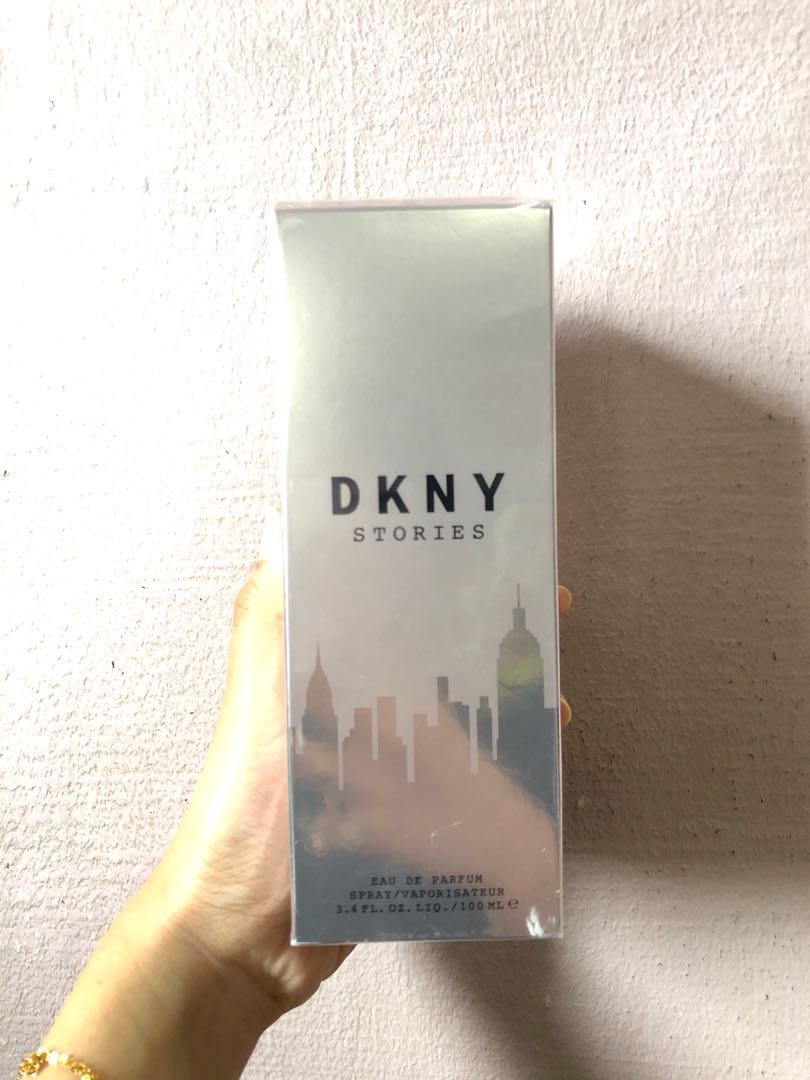 DKNY
STORIES
EAU DE PARFUM
SPRAY/VAPORISATEUR
3.4 FL. OZ. LIQ./100 ML ℮